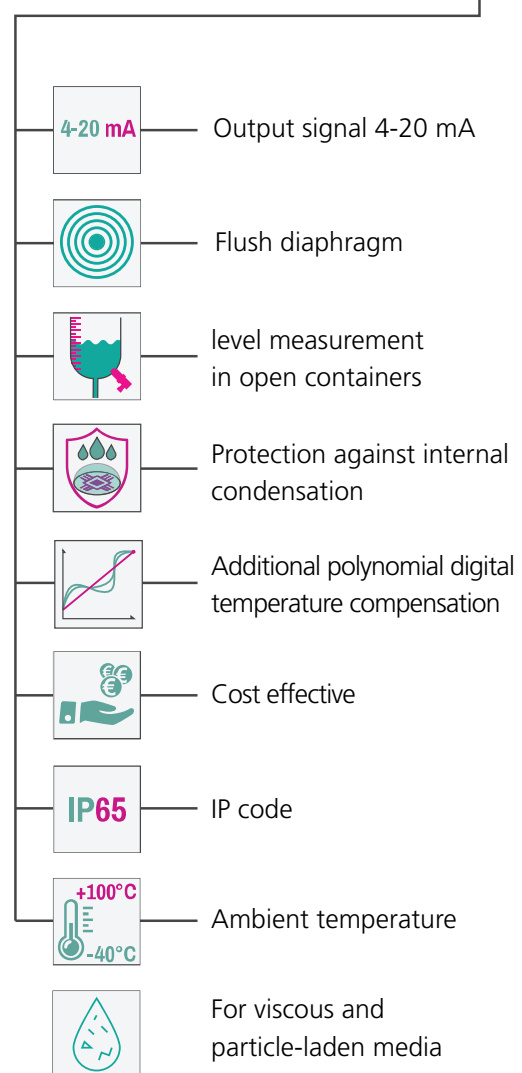 4-20 mA
Output signal 4-20 mA
Flush diaphragm
level measurement
in open containers
Protection against internal
condensation
Additional polynomial digital
temperature compensation
€€
€
Cost effective
IP65
IP code
+100°C
-40°C
Ambient temperature
For viscous and
particle-laden media